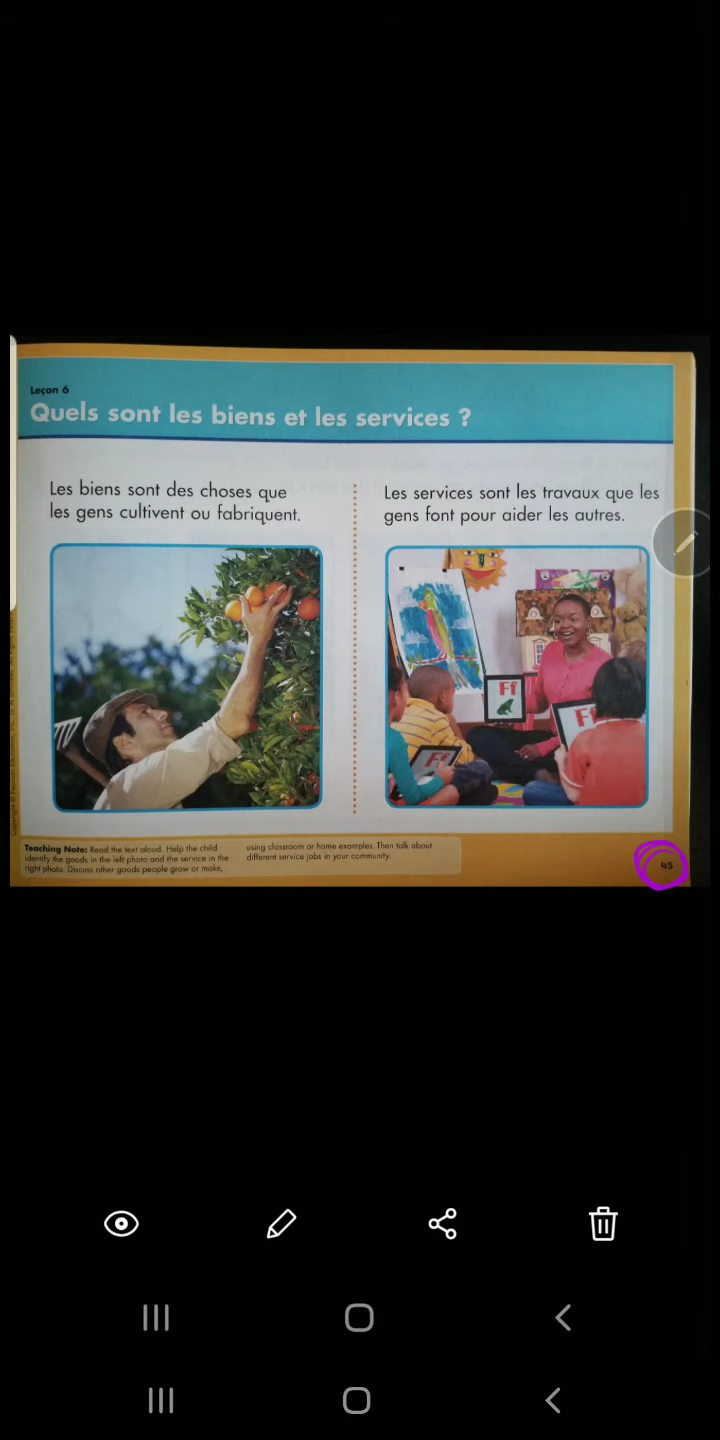 Leçon 6
Quels sont les biens et les services ?
Les biens sont des choses que
les gens cultivent ou fabriquent.
Les services sont les travaux que les
gens font pour aider les autres.
Ff
Ff
Ff
Teaching Note: Read the text aloud. Help the child
identify the goods in the left photo and the service in the
right photo. Discuss other goods people grow or make,
using classroom or home examples. Then talk about
different service jobs in your community.
45